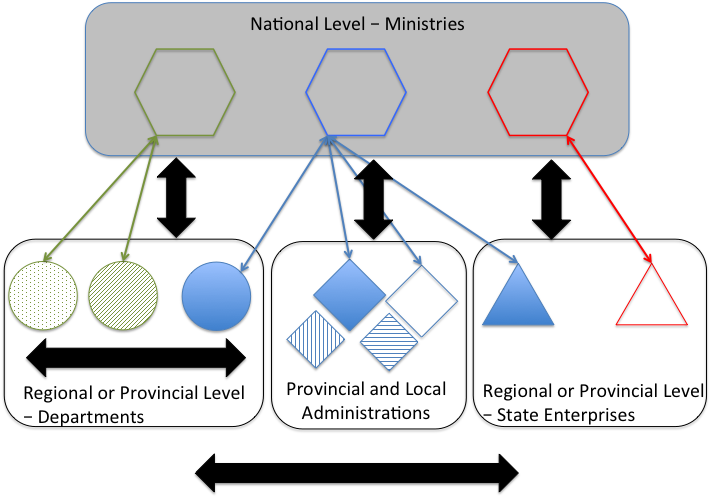 National Level – Ministries
Regional or Provincial Level
– Departments
Provincial and Local
Administrations
Regional or Provincial Level
– State Enterprises